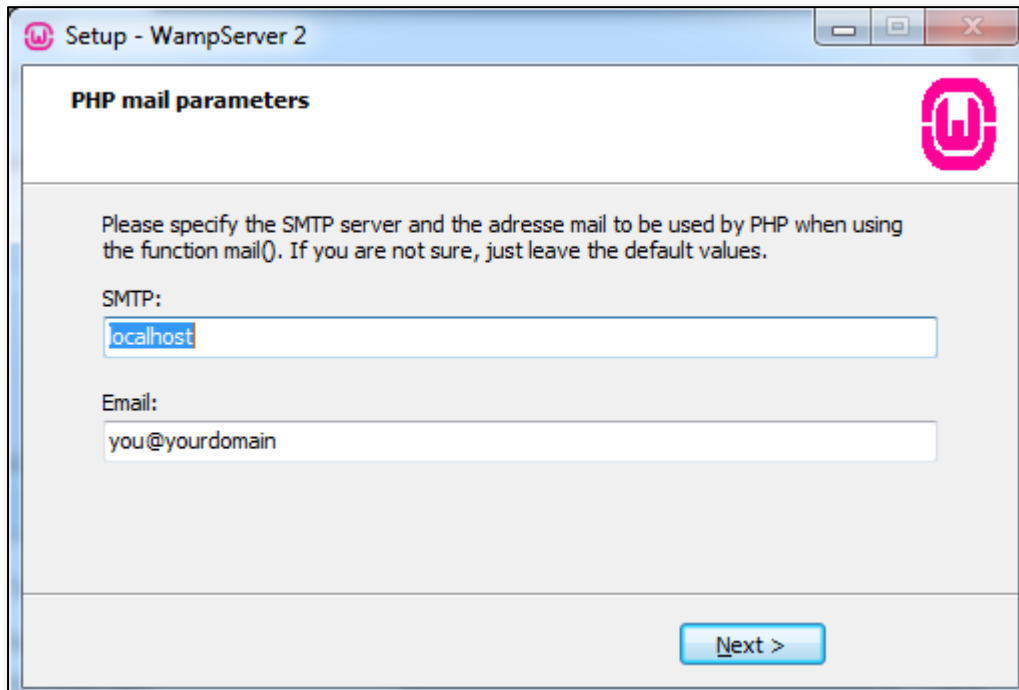 Setup - WampServer 2
PHP mail parameters
Please specify the SMTP server and the adresse mail to be used by PHP when using
the function mail(). If you are not sure, just leave the default values.
SMTP:
localhost
Email:
you@yourdomain
Next >